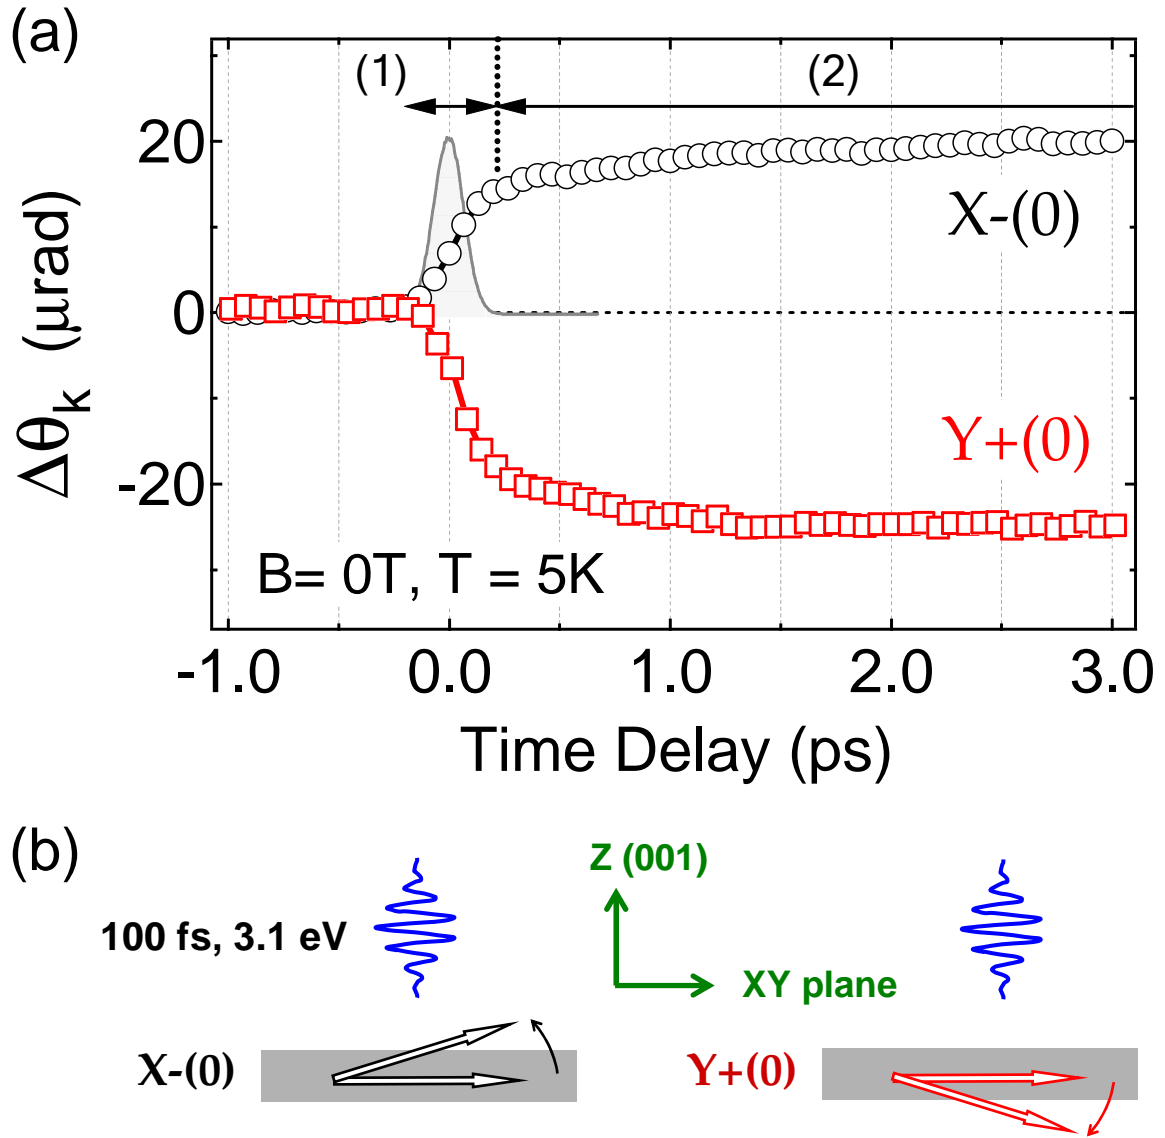 (a)
(1)
(2)
20
0
-20
Δθk (μrad)
X-(0)
Y+(0)
B= 0T, T = 5K
-1.0 0.0 1.0 2.0 3.0
Time Delay (ps)
(b)
Z (001)
100 fs, 3.1 eV
XY plane
X-(0)
Y+(0)